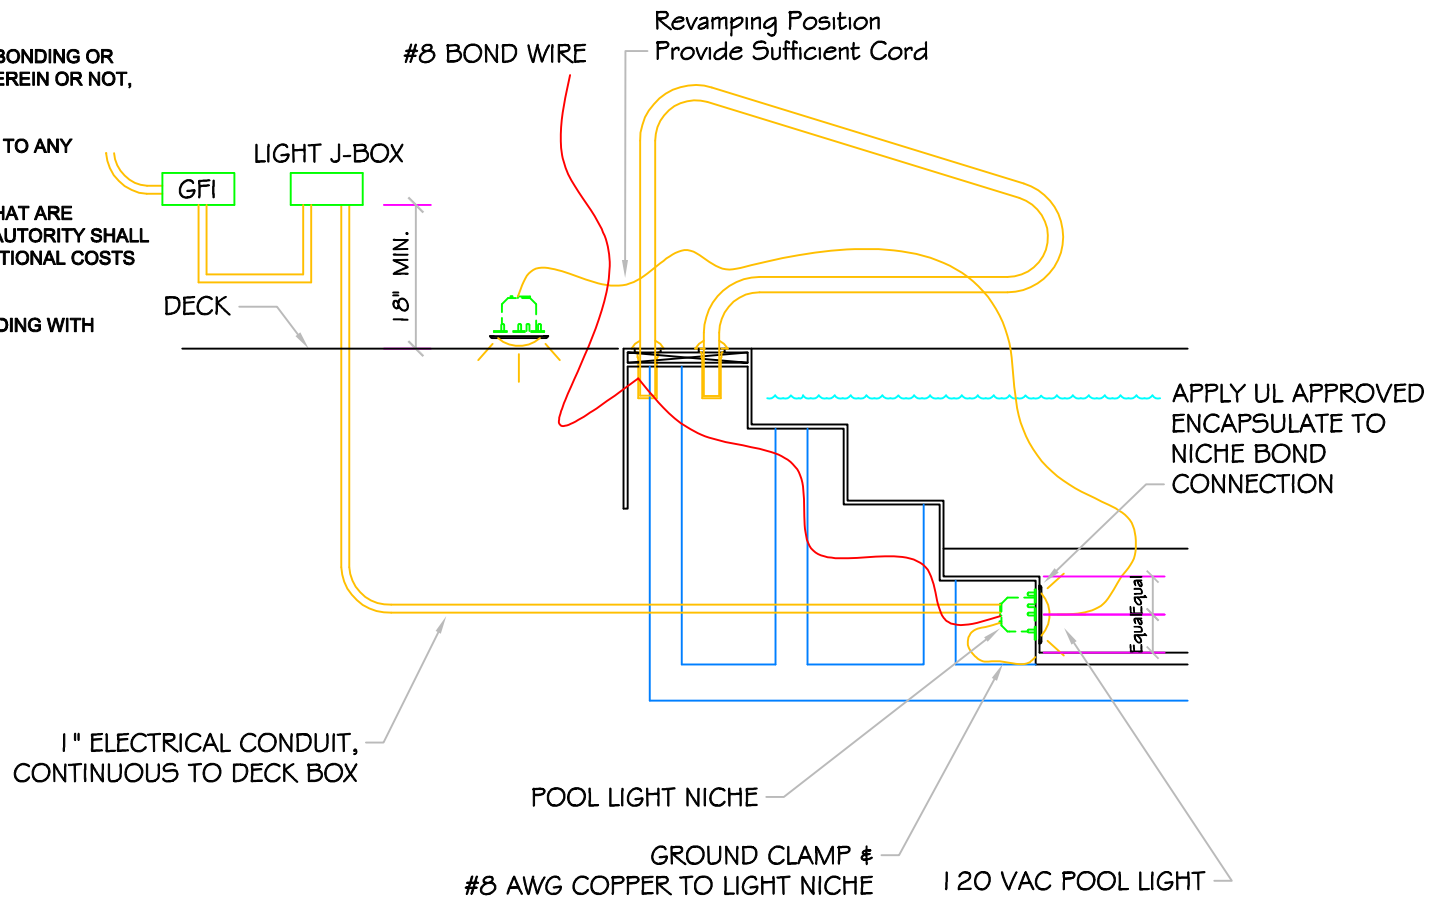 BONDING OR
EREIN OR NOT,
TO ANY
HAT ARE
AUTORITY SHALL
TIONAL COSTS
DING WITH
#8 BOND WIRE
Revamping Position
Provide Sufficient Cord
LIGHT J-BOX
GFI
18" MIN.
DECK
APPLY UL APPROVED
ENCAPSULATE TO
NICHE BOND
CONNECTION
Equal
Equal
1" ELECTRICAL CONDUIT,
CONTINUOUS TO DECK BOX
POOL LIGHT NICHE
GROUND CLAMP &
#8 AWG COPPER TO LIGHT NICHE
120 VAC POOL LIGHT